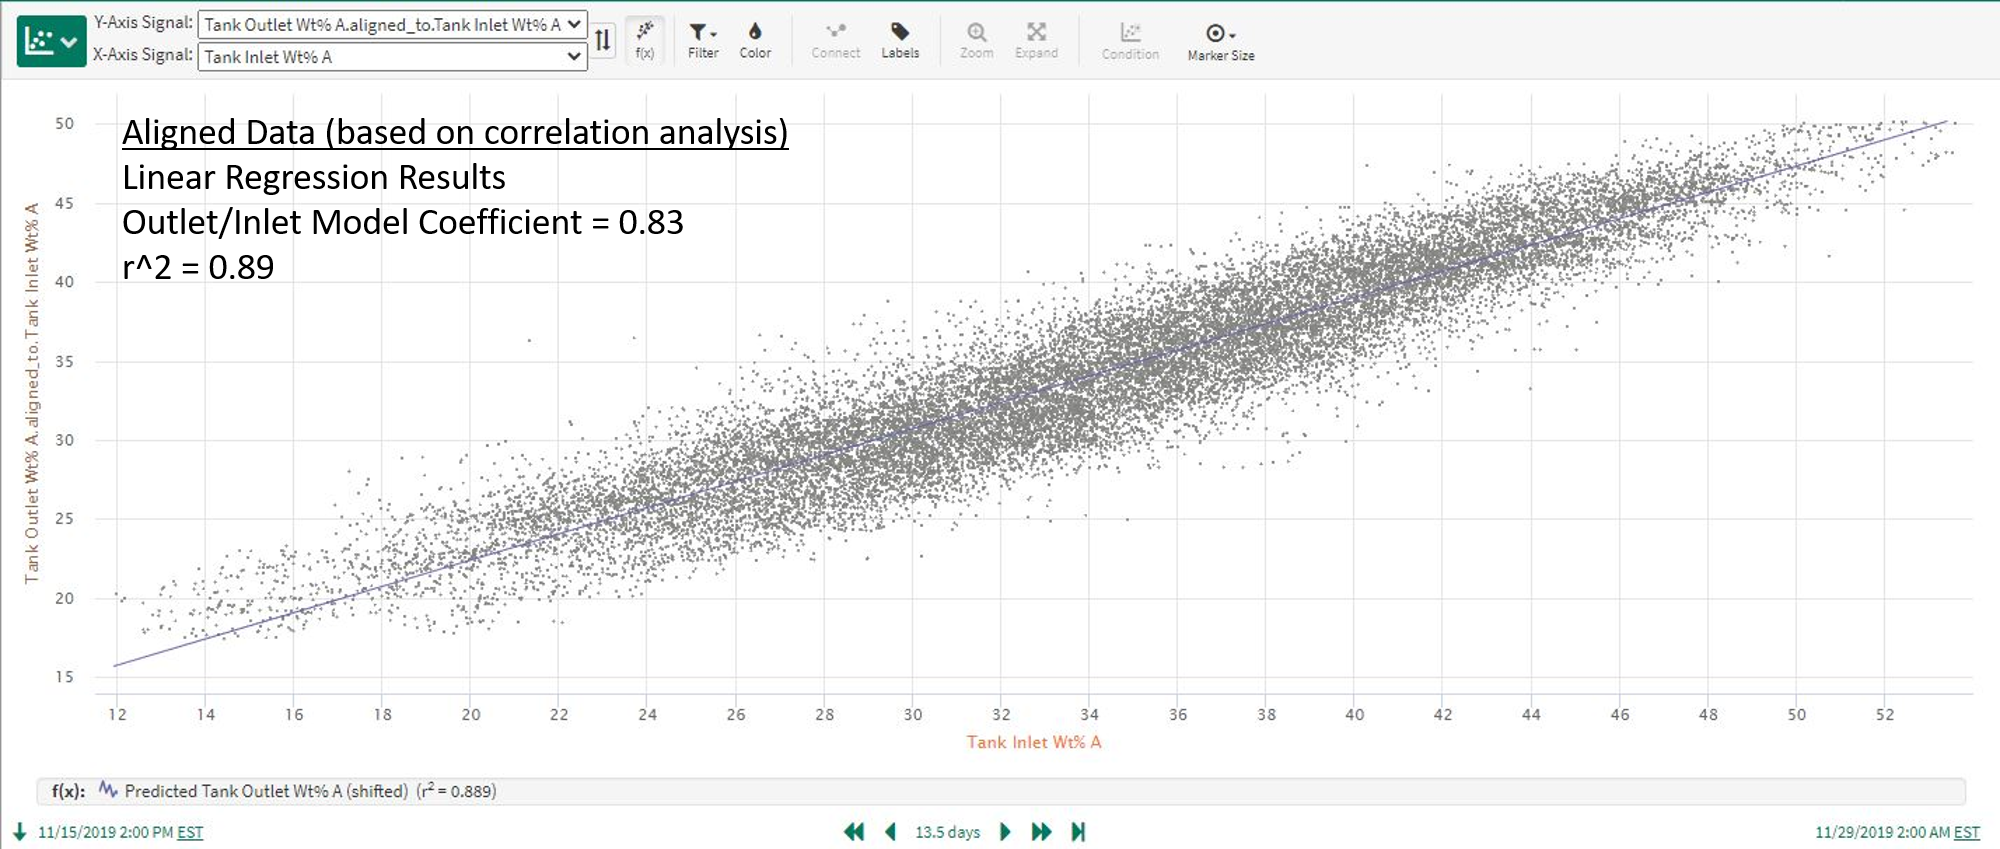 Y-Axis Signal: Tank Outlet Wt% A.aligned_to.Tank Inlet Wt% A
X-Axis Signal: Tank Inlet Wt% A
f(x) Filter Color Connect Labels Zoom Expand Condition Marker Size
Aligned Data (based on correlation analysis)
Linear Regression Results
Outlet/Inlet Model Coefficient = 0.83
r^2 = 0.89
50
45
40
35
30
25
20
15
Tank Outlet Wt% A.aligned_to.Tank Inlet Wt% A
12 14 16 18 20 22 24 26 28 30 32 34 36 38 40 42 44 46 48 50 52
Tank Inlet Wt% A
f(x): Predicted Tank Outlet Wt% A (shifted) (r² = 0.889)
11/15/2019 2:00 PM EST 13.5 days 11/29/2019 2:00 AM EST